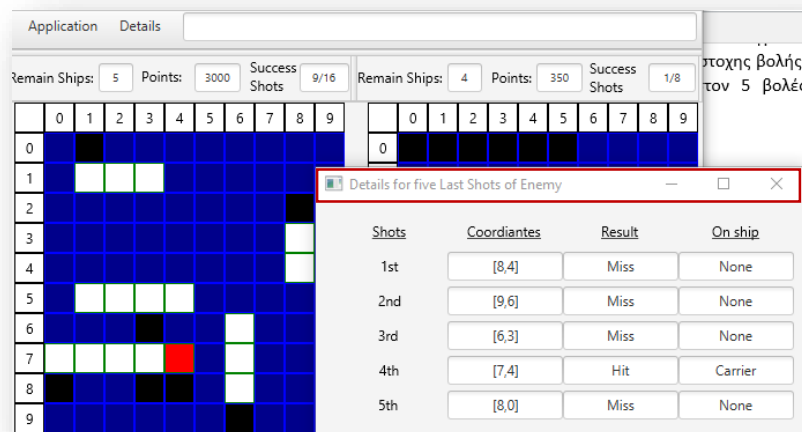 Application Details
στοχης βολής
τον 5 βολές
Remain Ships: 5 Points: 3000 Success Shots 9/16
Remain Ships: 4 Points: 350 Success Shots 1/8
0 1 2 3 4 5 6 7 8 9
0 1 2 3 4 5 6 7 8 9
0
0
1
2
3
4
5
6
7
8
9
Details for five Last Shots of Enemy
Shots Coordiantes Result On ship
1st [8,4] Miss None
2nd [9,6] Miss None
3rd [6,3] Miss None
4th [7,4] Hit Carrier
5th [8,0] Miss None